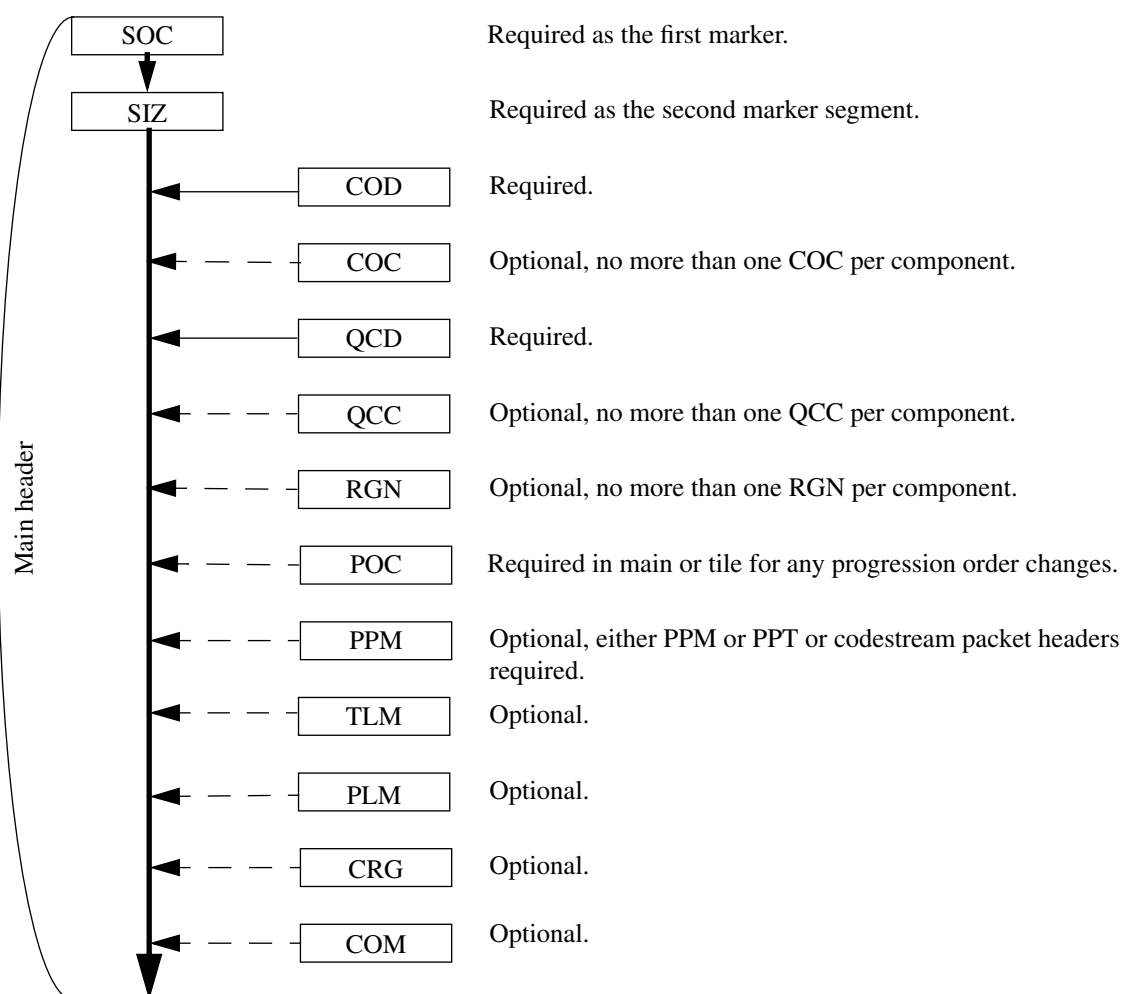 SOC Required as the first marker.
SIZ Required as the second marker segment.
COD Required.
COC Optional, no more than one COC per component.
QCD Required.
QCC Optional, no more than one QCC per component.
RGN Optional, no more than one RGN per component.
Main header
POC Required in main or tile for any progression order changes.
PPM Optional, either PPM or PPT or codestream packet headers
required.
TLM Optional.
PLM Optional.
CRG Optional.
COM Optional.